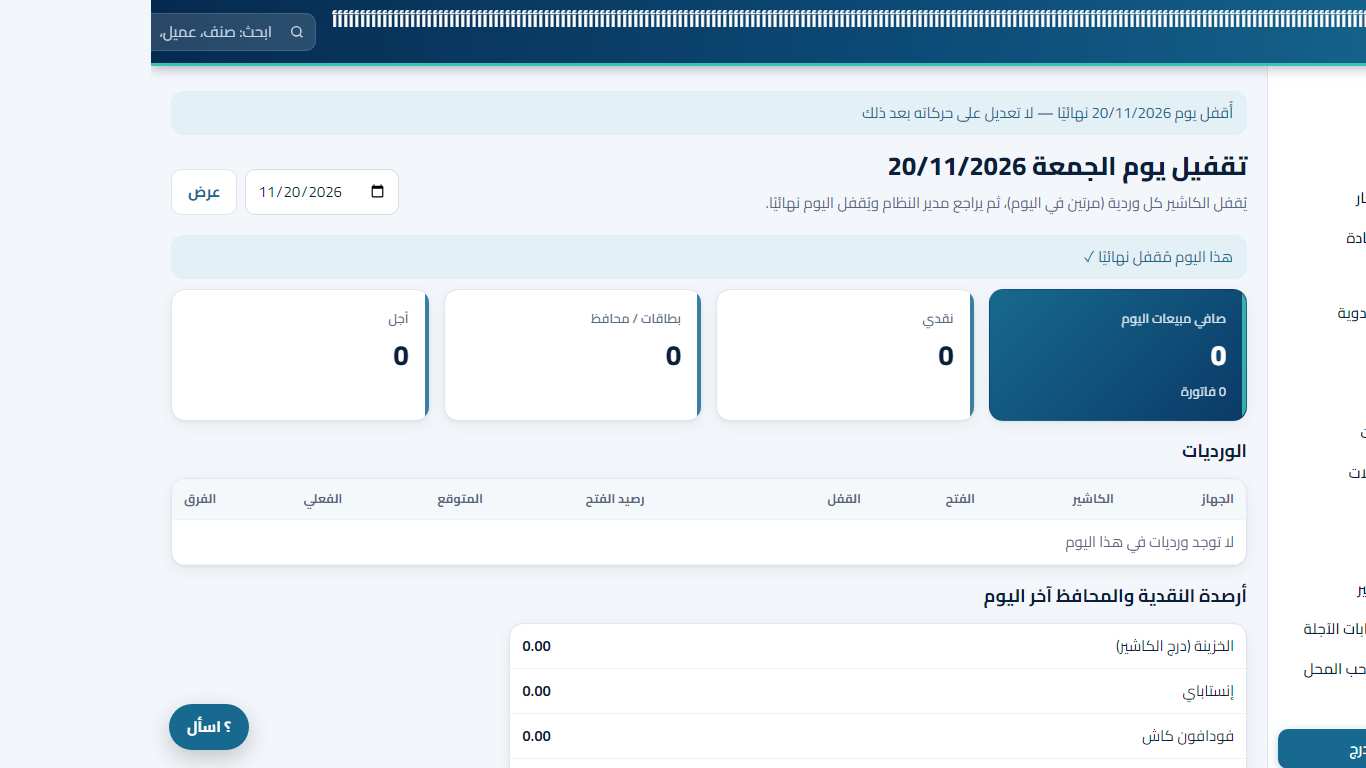 ابحث: صنف، عميل،
أُقفل يوم 20/11/2026 نهائيًا — لا تعديل على حركاته بعد ذلك
تقفيل يوم الجمعة 20/11/2026
يُقفل الكاشير كل وردية (مرتين في اليوم)، ثم يراجع مدير النظام ويُقفل اليوم نهائيًا.
11/20/2026
عرض
هذا اليوم مُقفل نهائيًا ✓
صافي مبيعات اليوم
0
0 فاتورة
نقدي
0
بطاقات / محافظ
0
آجل
0
الورديات
الجهاز الكاشير الفتح القفل رصيد الفتح المتوقع الفعلي الفرق
لا توجد ورديات في هذا اليوم
أرصدة النقدية والمحافظ آخر اليوم
الخزينة (درج الكاشير) 0.00
إنستاباي 0.00
فودافون كاش 0.00
؟ اسأل